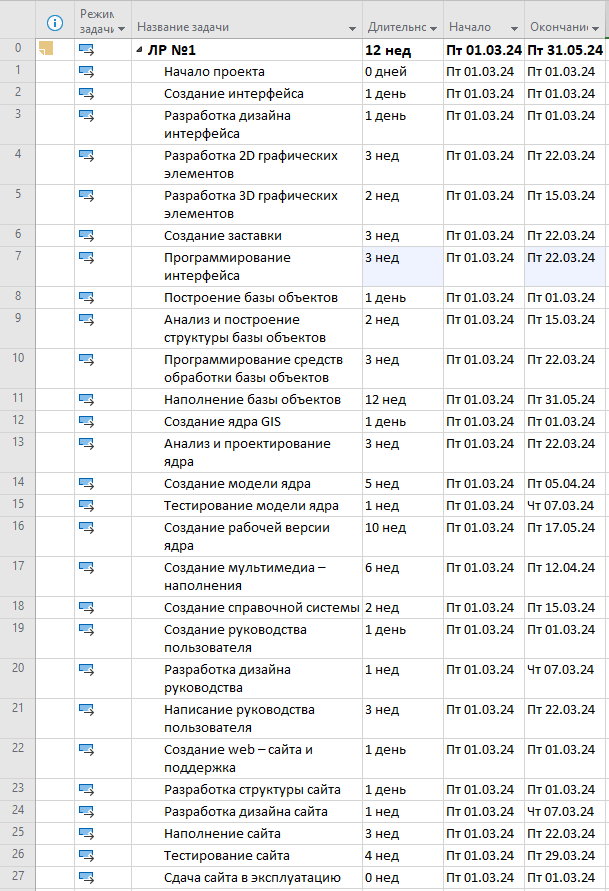 Режим задачи Название задачи Длительнс Начало Окончание
0 ЛР №1 12 нед Пт 01.03.24 Пт 31.05.24
1 Начало проекта 0 дней Пт 01.03.24 Пт 01.03.24
2 Создание интерфейса 1 день Пт 01.03.24 Пт 01.03.24
3 Разработка дизайна 1 день Пт 01.03.24 Пт 01.03.24
интерфейса
4 Разработка 2D графических 3 нед Пт 01.03.24 Пт 22.03.24
элементов
5 Разработка 3D графических 2 нед Пт 01.03.24 Пт 15.03.24
элементов
6 Создание заставки 3 нед Пт 01.03.24 Пт 22.03.24
7 Программирование 3 нед Пт 01.03.24 Пт 22.03.24
интерфейса
8 Построение базы объектов 1 день Пт 01.03.24 Пт 01.03.24
9 Анализ и построение 2 нед Пт 01.03.24 Пт 15.03.24
структуры базы объектов
10 Программирование средств 3 нед Пт 01.03.24 Пт 22.03.24
обработки базы объектов
11 Наполнение базы объектов 12 нед Пт 01.03.24 Пт 31.05.24
12 Создание ядра GIS 1 день Пт 01.03.24 Пт 01.03.24
13 Анализ и проектирование 3 нед Пт 01.03.24 Пт 22.03.24
ядра
14 Создание модели ядра 5 нед Пт 01.03.24 Пт 05.04.24
15 Тестирование модели ядра 1 нед Пт 01.03.24 Чт 07.03.24
16 Создание рабочей версии 10 нед Пт 01.03.24 Пт 17.05.24
ядра
17 Создание мультимедиа – 6 нед Пт 01.03.24 Пт 12.04.24
наполнения
18 Создание справочной системы 2 нед Пт 01.03.24 Пт 15.03.24
19 Создание руководства 1 день Пт 01.03.24 Пт 01.03.24
пользователя
20 Разработка дизайна 1 нед Пт 01.03.24 Чт 07.03.24
руководства
21 Написание руководства 3 нед Пт 01.03.24 Пт 22.03.24
пользователя
22 Создание web – сайта и 1 день Пт 01.03.24 Пт 01.03.24
поддержка
23 Разработка структуры сайта 1 день Пт 01.03.24 Пт 01.03.24
24 Разработка дизайна сайта 1 нед Пт 01.03.24 Чт 07.03.24
25 Наполнение сайта 3 нед Пт 01.03.24 Пт 22.03.24
26 Тестирование сайта 4 нед Пт 01.03.24 Пт 29.03.24
27 Сдача сайта в эксплуатацию 0 нед Пт 01.03.24 Пт 01.03.24